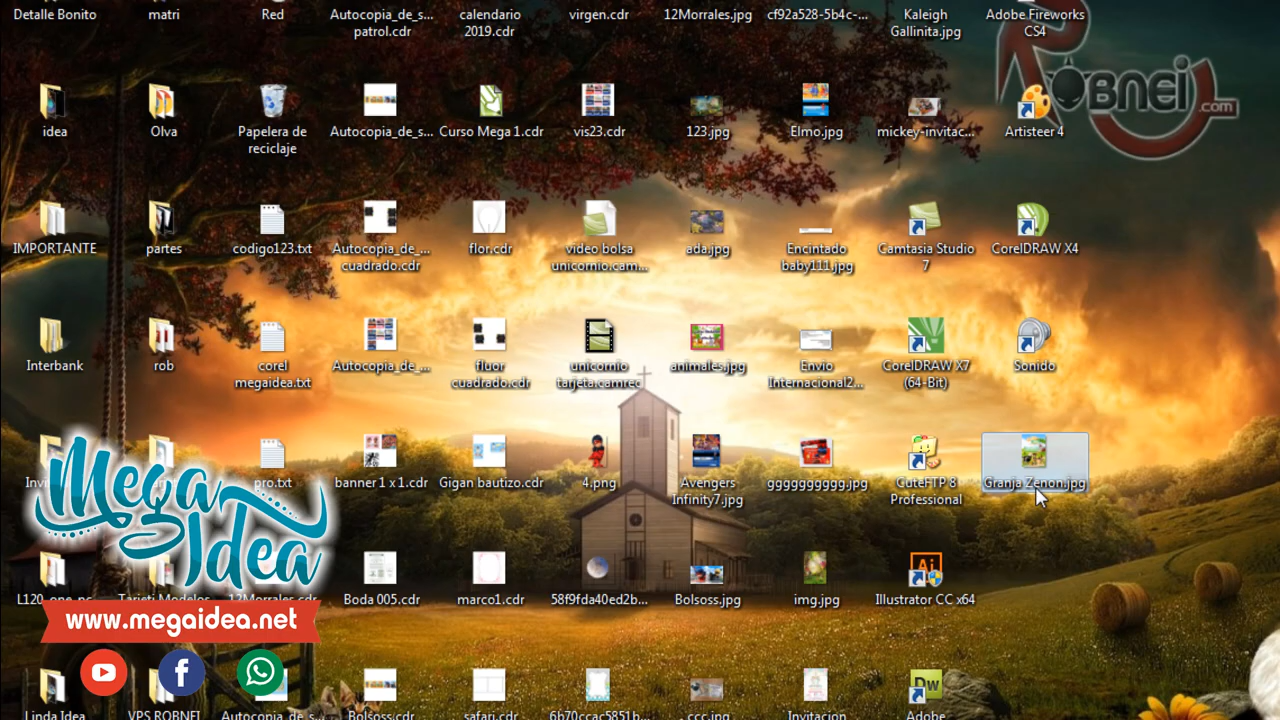 Detalle Bonito
matri
Red
Autocopia_de_s...
patrol.cdr
calendario
2019.cdr
virgen.cdr
12Morrales.jpg
cf92a528-5b4c-...
Kaleigh
Gallinita.jpg
Adobe Fireworks
CS4
RoBNEi
.com
idea
Olva
Papelera de
reciclaje
Autocopia_de_s...
Curso Mega 1.cdr
vis23.cdr
123.jpg
Elmo.jpg
mickey-invitac...
Artisteer 4
IMPORTANTE
partes
codigo123.txt
Autocopia_de_...
cuadrado.cdr
flor.cdr
video bolsa
unicornio.cam...
ada.jpg
Encintado
baby111.jpg
Camtasia Studio
7
CorelDRAW X4
Interbank
rob
corel
megaidea.txt
Autocopia_de_...
fluor
cuadrado.cdr
unicornio
tarjeta.camrec
animales.jpg
Envio
Internacional2...
CorelDRAW X7
(64-Bit)
Sonido
pro.txt
banner 1 x 1.cdr
Gigan bautizo.cdr
4.png
Avengers
Infinity7.jpg
gggggggggg.jpg
CuteFTP 8
Professional
Granja Zenon.jpg
Mega
Idea
L120_one_pc
Tarjeti Modelos
12Morrales.cdr
Boda 005.cdr
marco1.cdr
58f9fda40ed2b...
Bolsoss.jpg
img.jpg
Ai
Illustrator CC x64
www.megaidea.net
Linda Idea
VPS ROBNEI
Autocopia_de_s...
Bolsoss.cdr
safari.cdr
6b70ccac5851b...
ccc.jpg
Invitacion
Dw
Adobe